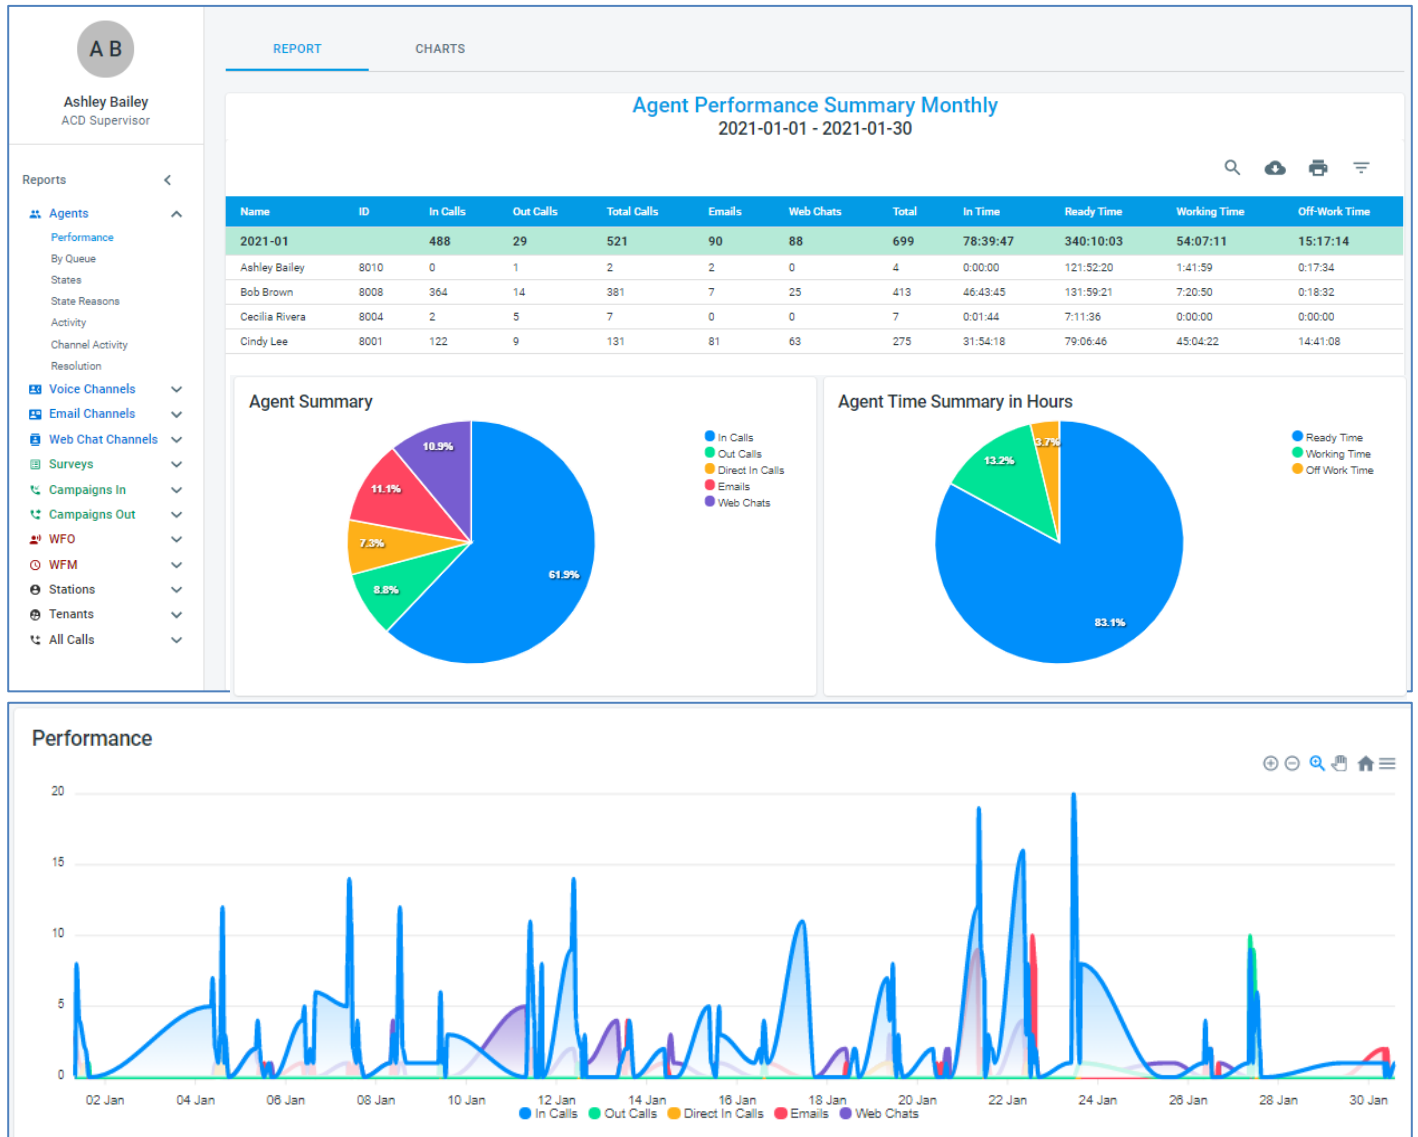 A B
Ashley Bailey
ACD Supervisor
Reports
Agents
Performance
By Queue
States
State Reasons
Activity
Channel Activity
Resolution
Voice Channels
Email Channels
Web Chat Channels
Surveys
Campaigns In
Campaigns Out
WFO
WFM
Stations
Tenants
All Calls
REPORT CHARTS
Agent Performance Summary Monthly
2021-01-01 - 2021-01-30
Name ID In Calls Out Calls Total Calls Emails Web Chats Total In Time Ready Time Working Time Off-Work Time
2021-01 488 29 521 90 88 699 78:39:47 340:10:03 54:07:11 15:17:14
Ashley Bailey 8010 0 1 2 2 0 4 0:00:00 121:52:20 1:41:59 0:17:34
Bob Brown 8008 364 14 381 7 25 413 46:43:45 131:59:21 7:20:50 0:18:32
Cecilia Rivera 8004 2 5 7 0 0 7 0:01:44 7:11:36 0:00:00 0:00:00
Cindy Lee 8001 122 9 131 81 63 275 31:54:18 79:06:46 45:04:22 14:41:08
Agent Summary
10.9%
11.1%
7.3%
8.8%
61.9%
In Calls
Out Calls
Direct In Calls
Emails
Web Chats
Agent Time Summary in Hours
3.7%
13.2%
83.1%
Ready Time
Working Time
Off Work Time
Performance
20
15
10
5
0
02 Jan 04 Jan 06 Jan 08 Jan 10 Jan 12 Jan 14 Jan 16 Jan 18 Jan 20 Jan 22 Jan 24 Jan 26 Jan 28 Jan 30 Jan
In Calls Out Calls Direct In Calls Emails Web Chats